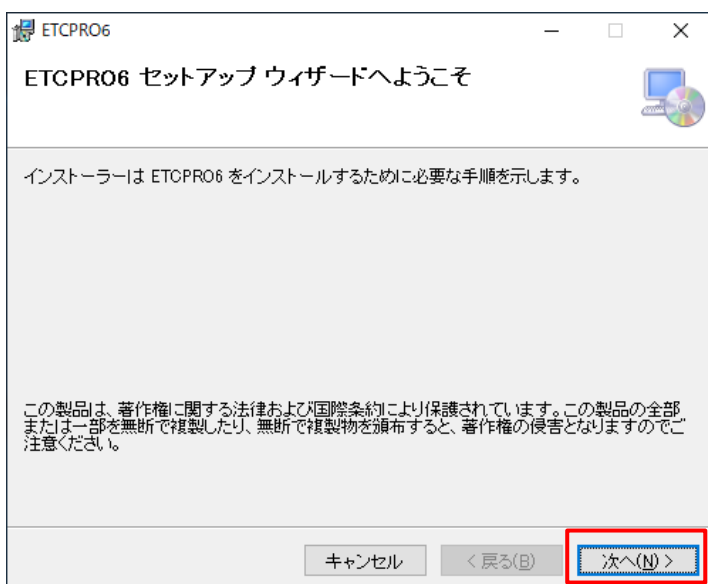 ETCPRO6
ETCPRO6 セットアップ ウィザードへようこそ
インストーラーは ETCPRO6 をインストールするために必要な手順を示します。
この製品は、著作権に関する法律および国際条約により保護されています。この製品の全部
または一部を無断で複製したり、無断で複製物を頒布すると、著作権の侵害となりますのでご
注意ください。
キャンセル
< 戻る(B)
次へ(N) >